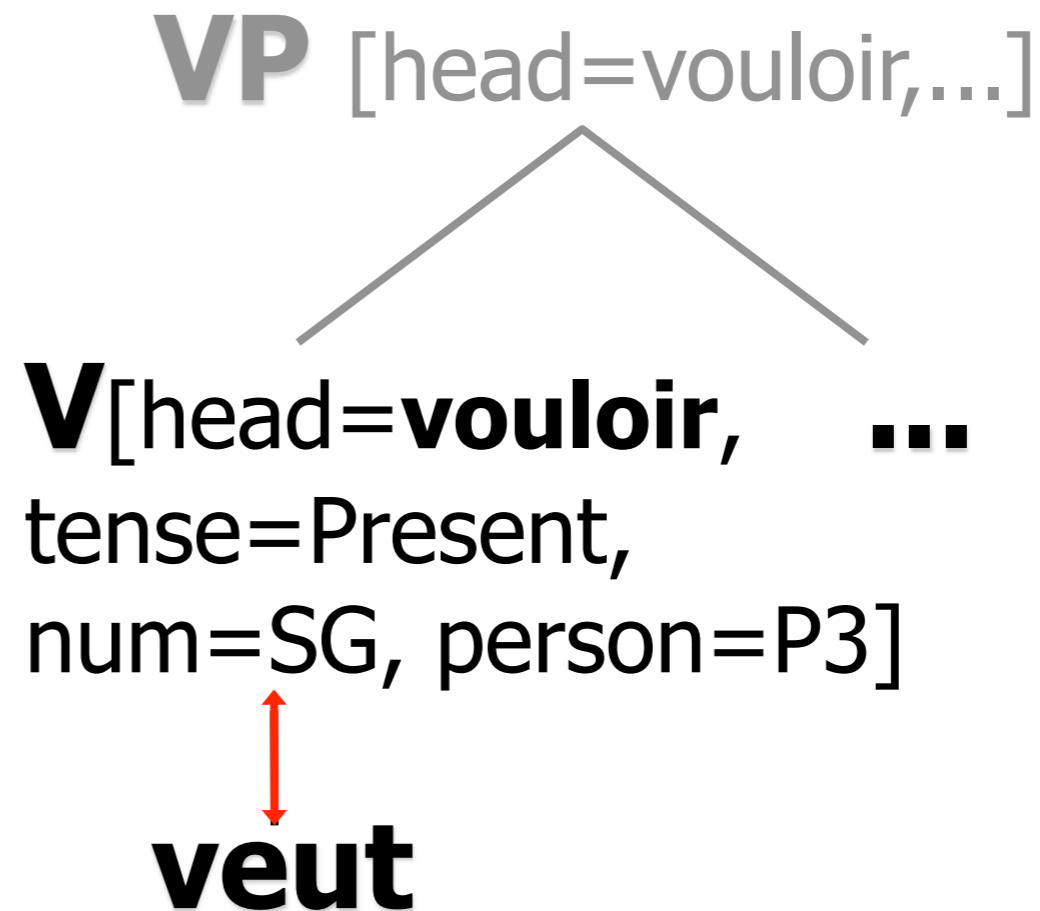 VP [head=vouloir,...]
V[head=vouloir, ...
tense=Present,
num=SG, person=P3]
veut